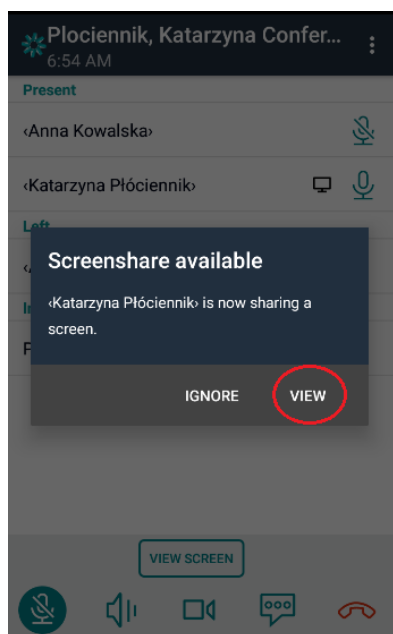 Plociennik, Katarzyna Confer...
6:54 AM
Present
‹Anna Kowalska›
‹Katarzyna Płóciennik›
Left
Screenshare available
‹Katarzyna Płóciennik› is now sharing a
screen.
IGNORE VIEW
VIEW SCREEN